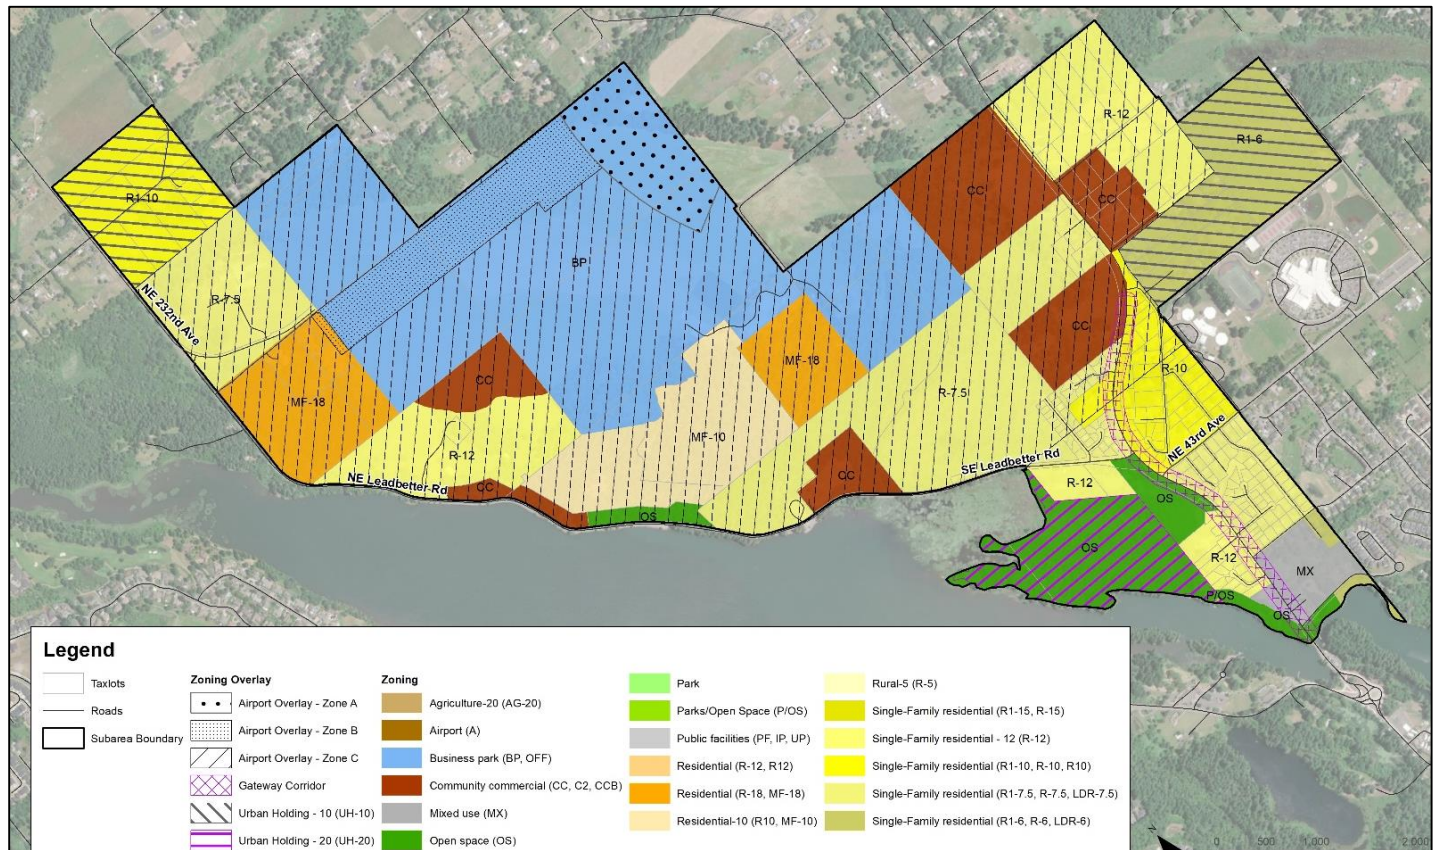 R-12
R1-6
R1-10
CC
CC
BP
R-7.5
NE 232nd Ave
CC
MF-18
R-10
CC
R-7.5
MF-18
NE 43rd Ave
MF-10
R-12
SE Leadbetter Rd
CC
NE Leadbetter Rd
R-12
CC
OS
OS
OS
R-12
MX
P/OS
OS
Legend
Taxlots
Roads
Subarea Boundary
Zoning Overlay
Airport Overlay - Zone A
Airport Overlay - Zone B
Airport Overlay - Zone C
Gateway Corridor
Urban Holding - 10 (UH-10)
Urban Holding - 20 (UH-20)
Zoning
Agriculture-20 (AG-20)
Airport (A)
Business park (BP, OFF)
Community commercial (CC, C2, CCB)
Mixed use (MX)
Open space (OS)
Park
Parks/Open Space (P/OS)
Public facilities (PF, IP, UP)
Residential (R-12, R12)
Residential (R-18, MF-18)
Residential-10 (R10, MF-10)
Rural-5 (R-5)
Single-Family residential (R1-15, R-15)
Single-Family residential - 12 (R-12)
Single-Family residential (R1-10, R-10, R10)
Single-Family residential (R1-7.5, R-7.5, LDR-7.5)
Single-Family residential (R1-6, R-6, LDR-6)
0 500 1,000 2,000